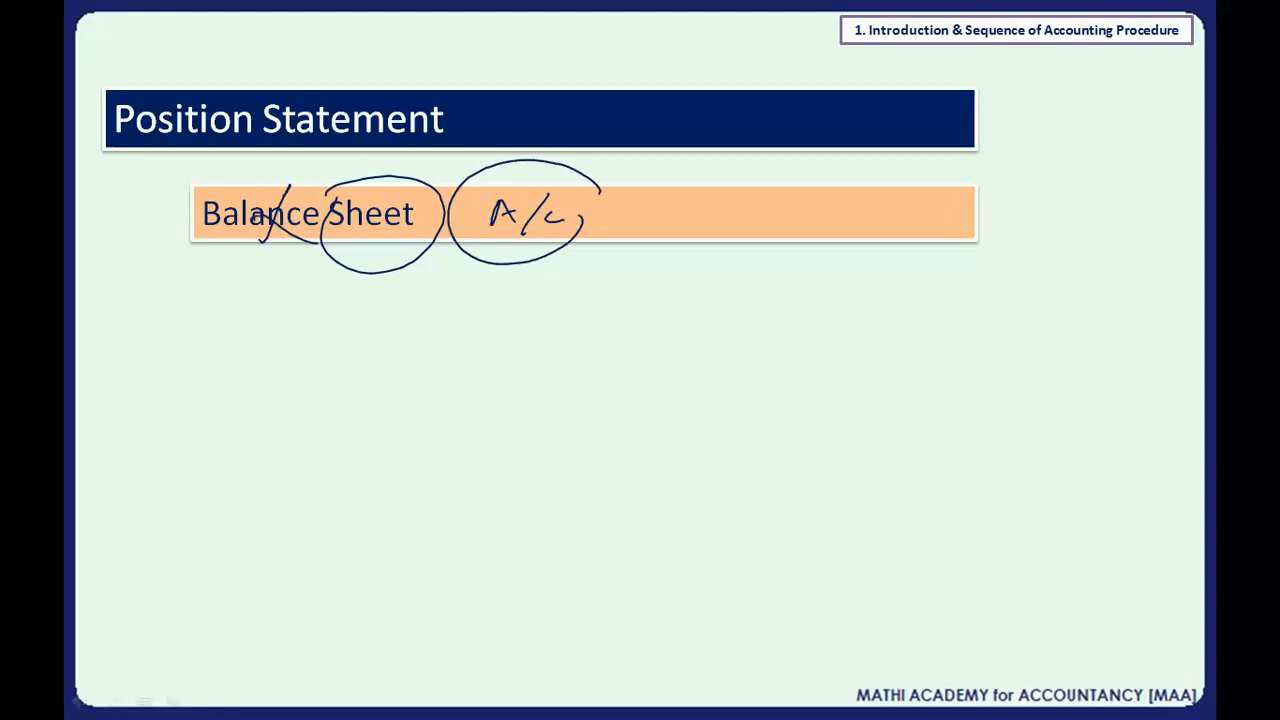 1. Introduction & Sequence of Accounting Procedure
Position Statement
Balance Sheet A/c
MATHI ACADEMY for ACCOUNTANCY [MAA]